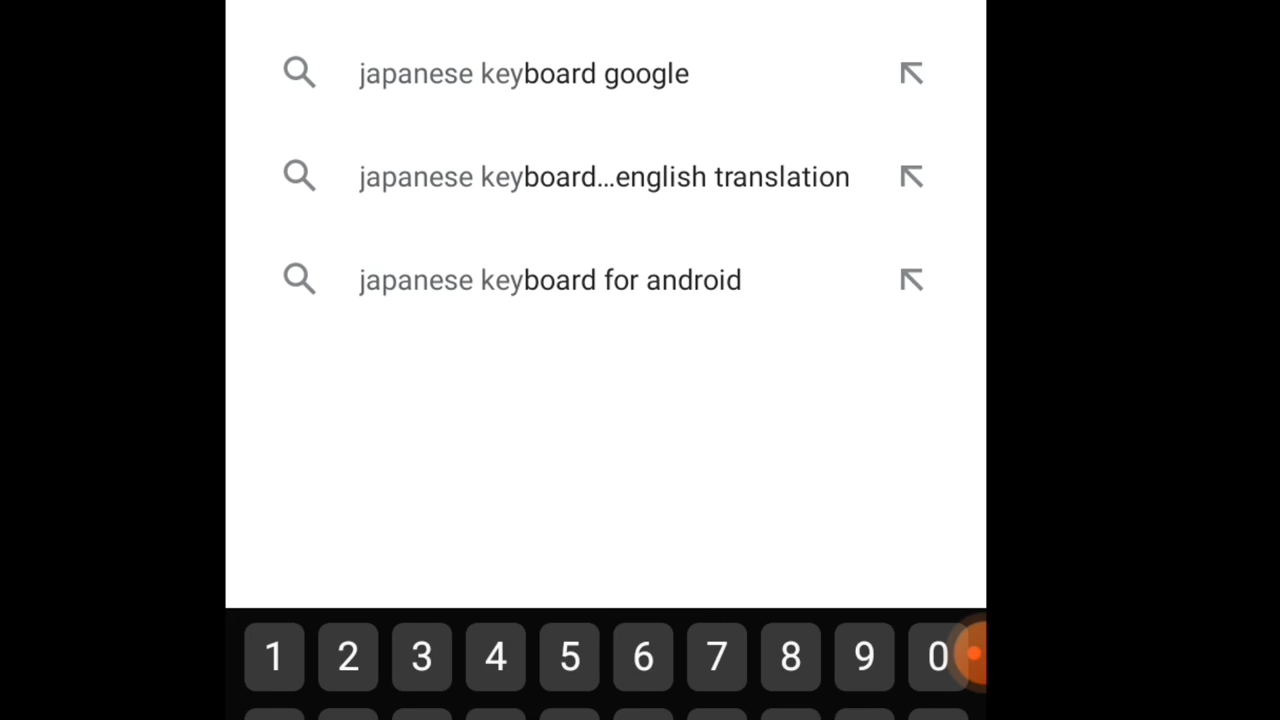 japanese keyboard google
japanese keyboard...english translation
japanese keyboard for android
1 2 3 4 5 6 7 8 9 0